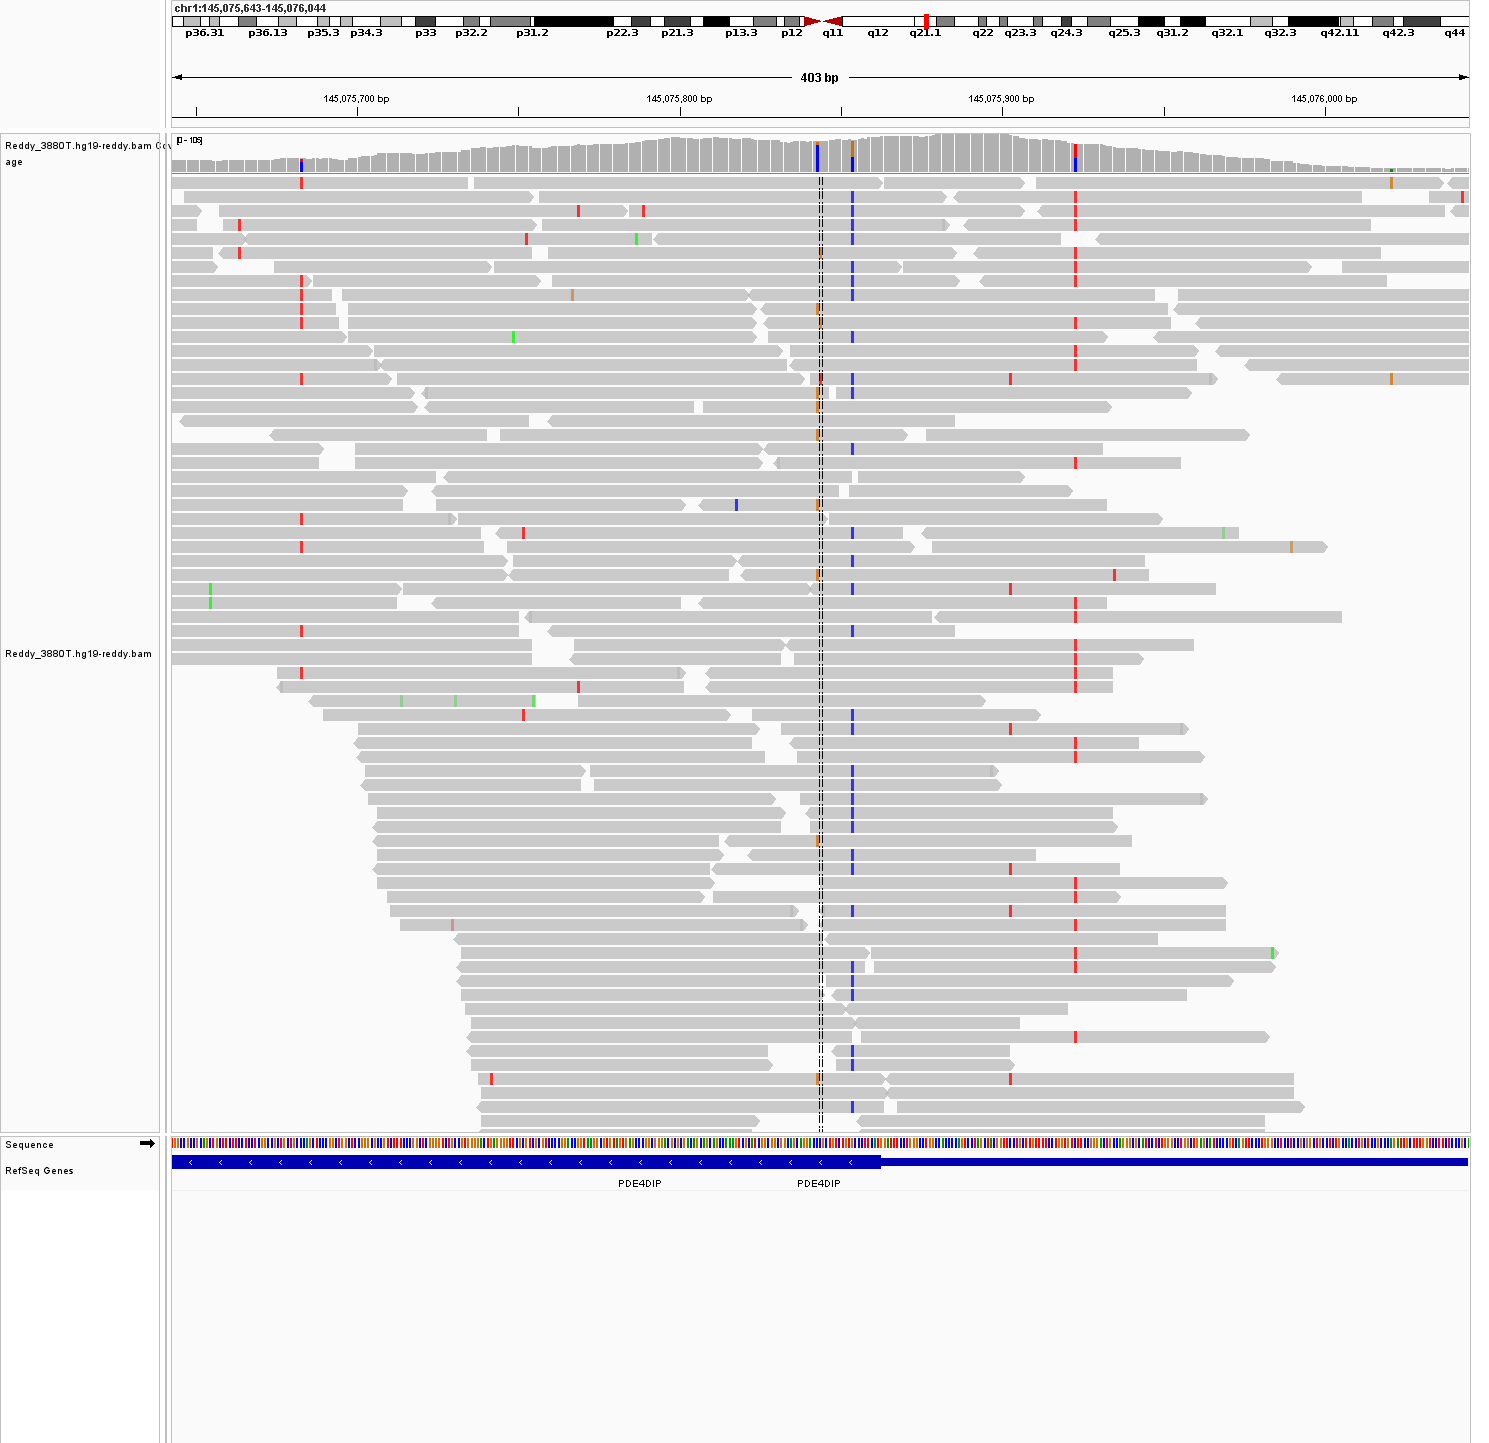 chr1:145,075,643-145,076,044
p36.31 p36.13 p35.3 p34.3 p33 p32.2 p31.2 p22.3 p21.3 p13.3 p12 q11 q12 q21.1 q22 q23.3 q24.3 q25.3 q31.2 q32.1 q32.3 q42.11 q42.3 q44
403 bp
145,075,700 bp 145,075,800 bp 145,075,900 bp 145,076,000 bp
Reddy_3880T.hg19-reddy.bam Cov
age
Reddy_3880T.hg19-reddy.bam
Sequence
RefSeq Genes
PDE4DIP PDE4DIP